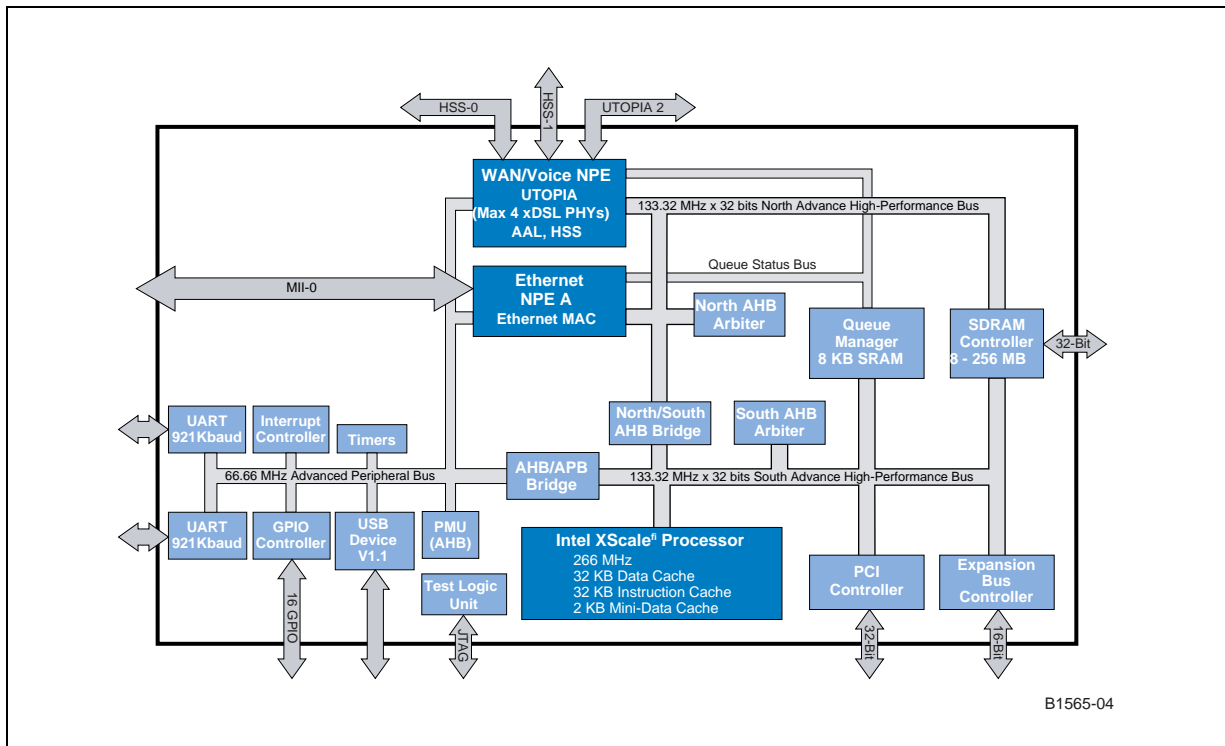 HSS-0
HSS-1
UTOPIA 2
WAN/Voice NPE
UTOPIA
(Max 4 xDSL PHYs)
AAL, HSS
133.32 MHz x 32 bits North Advance High-Performance Bus
Queue Status Bus
MII-0
Ethernet
NPE A
Ethernet MAC
North AHB
Arbiter
Queue
Manager
8 KB SRAM
SDRAM
Controller
8 - 256 MB
32-Bit
UART
921Kbaud
Interrupt
Controller
Timers
North/South
AHB Bridge
South AHB
Arbiter
66.66 MHz Advanced Peripheral Bus
AHB/APB
Bridge
133.32 MHz x 32 bits South Advance High-Performance Bus
UART
921Kbaud
GPIO
Controller
USB
Device
V1.1
PMU
(AHB)
Test Logic
Unit
Intel XScaleﬁ Processor
266 MHz
32 KB Data Cache
32 KB Instruction Cache
2 KB Mini-Data Cache
PCI
Controller
Expansion
Bus
Controller
16 GPIO
JTAG
32-Bit
16-Bit
B1565-04